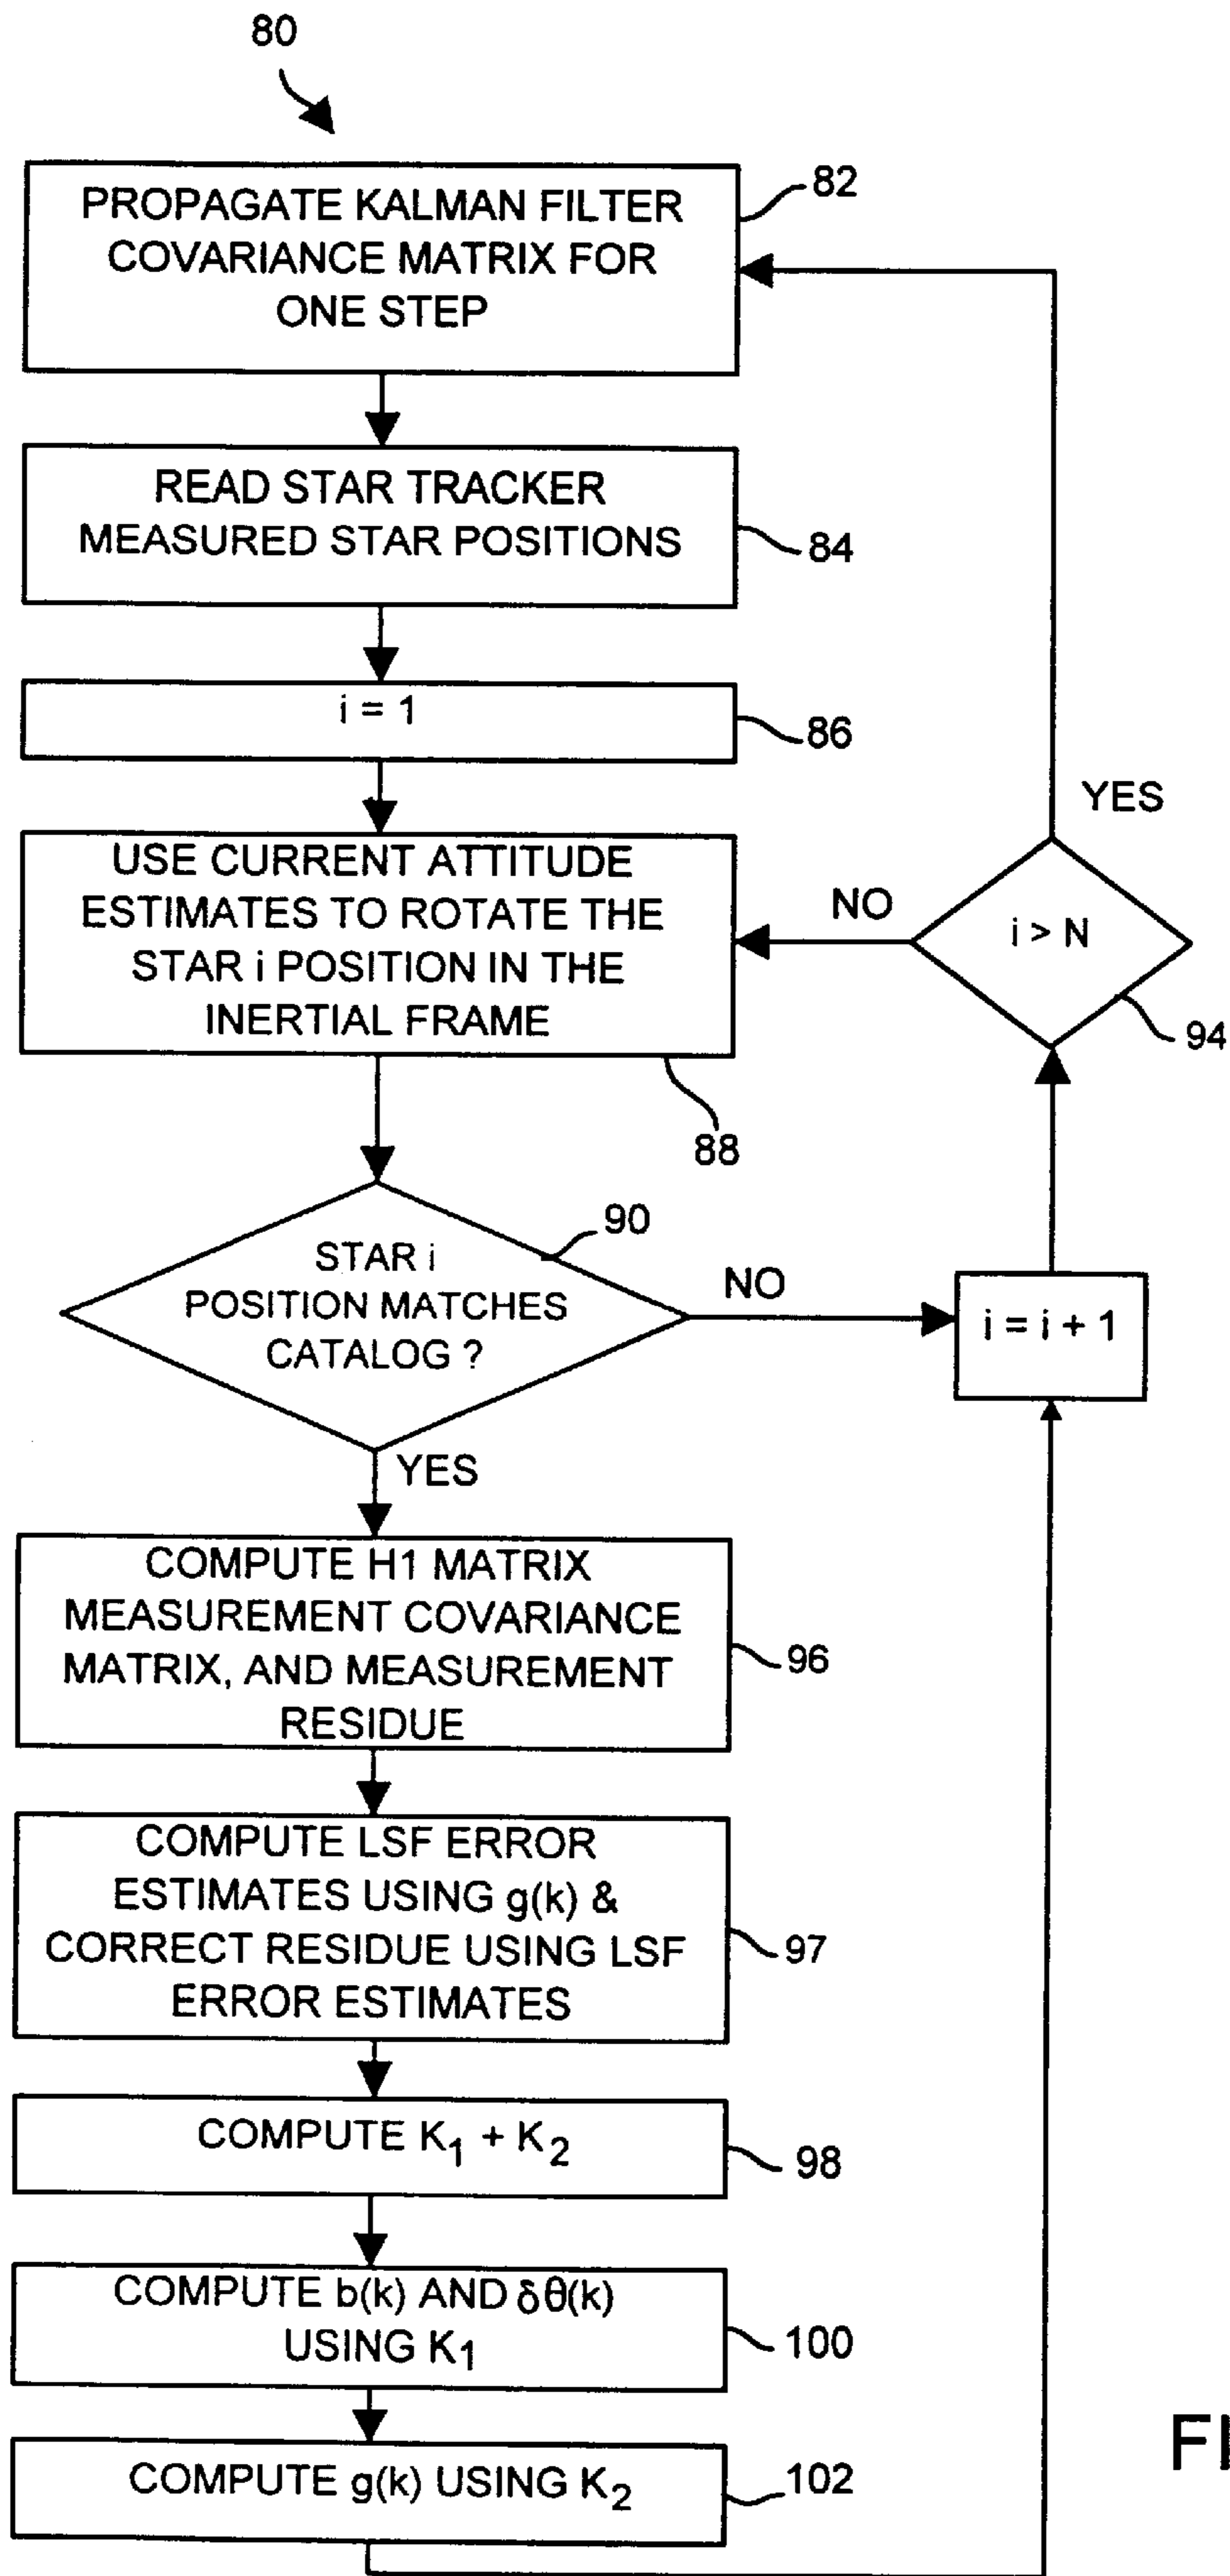 80
PROPAGATE KALMAN FILTER
COVARIANCE MATRIX FOR
ONE STEP
82
READ STAR TRACKER
MEASURED STAR POSITIONS
84
i = 1
86
USE CURRENT ATTITUDE
ESTIMATES TO ROTATE THE
STAR i POSITION IN THE
INERTIAL FRAME
88
NO
i > N
YES
94
STAR i
POSITION MATCHES
CATALOG ?
90
NO
i = i + 1
YES
COMPUTE H1 MATRIX
MEASUREMENT COVARIANCE
MATRIX, AND MEASUREMENT
RESIDUE
96
COMPUTE LSF ERROR
ESTIMATES USING g(k) &
CORRECT RESIDUE USING LSF
ERROR ESTIMATES
97
COMPUTE K₁ + K₂
98
COMPUTE b(k) AND δθ(k)
USING K₁
100
COMPUTE g(k) USING K₂
102
FI